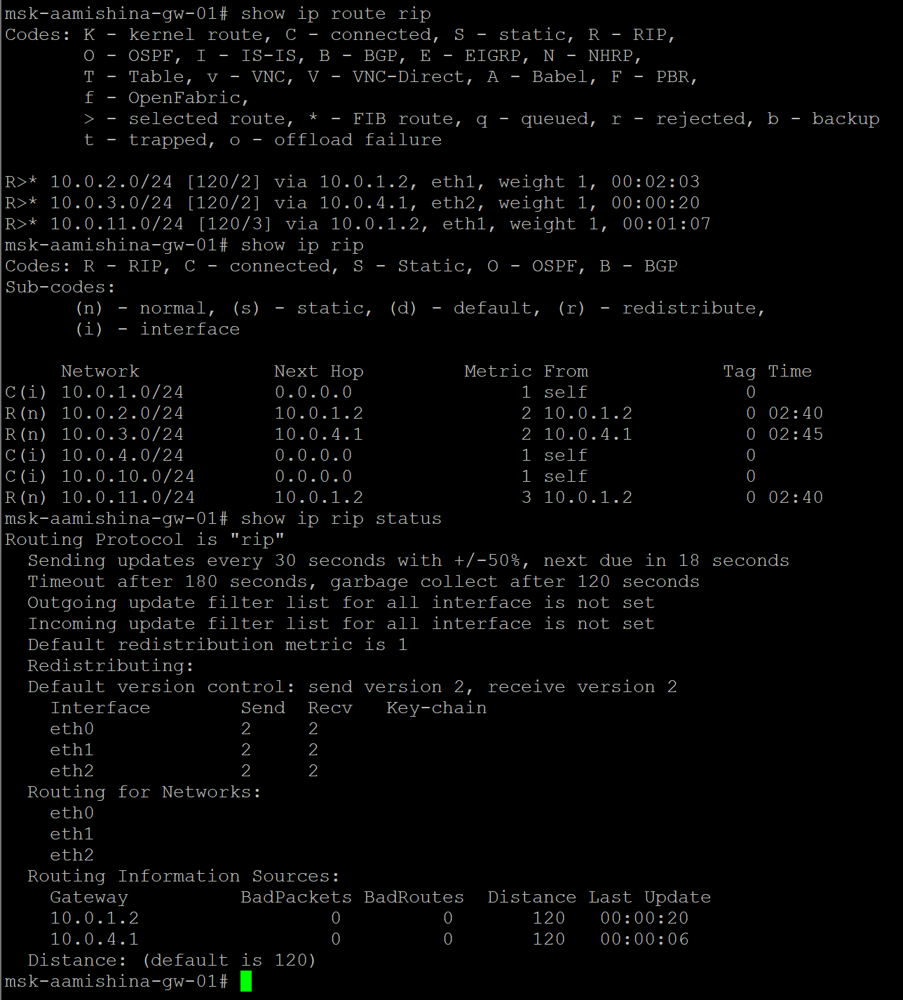 msk-aamishina-gw-01# show ip route rip
Codes: K - kernel route, C - connected, S - static, R - RIP,
       O - OSPF, I - IS-IS, B - BGP, E - EIGRP, N - NHRP,
       T - Table, v - VNC, V - VNC-Direct, A - Babel, F - PBR,
       f - OpenFabric,
       > - selected route, * - FIB route, q - queued, r - rejected, b - backup
       t - trapped, o - offload failure

R>* 10.0.2.0/24 [120/2] via 10.0.1.2, eth1, weight 1, 00:02:03
R>* 10.0.3.0/24 [120/2] via 10.0.4.1, eth2, weight 1, 00:00:20
R>* 10.0.11.0/24 [120/3] via 10.0.1.2, eth1, weight 1, 00:01:07
msk-aamishina-gw-01# show ip rip
Codes: R - RIP, C - connected, S - Static, O - OSPF, B - BGP
Sub-codes:
      (n) - normal, (s) - static, (d) - default, (r) - redistribute,
      (i) - interface

     Network            Next Hop         Metric From            Tag Time
C(i) 10.0.1.0/24        0.0.0.0               1 self              0
R(n) 10.0.2.0/24        10.0.1.2              2 10.0.1.2          0 02:40
R(n) 10.0.3.0/24        10.0.4.1              2 10.0.4.1          0 02:45
C(i) 10.0.4.0/24        0.0.0.0               1 self              0
C(i) 10.0.10.0/24       0.0.0.0               1 self              0
R(n) 10.0.11.0/24       10.0.1.2              3 10.0.1.2          0 02:40
msk-aamishina-gw-01# show ip rip status
Routing Protocol is "rip"
  Sending updates every 30 seconds with +/-50%, next due in 18 seconds
  Timeout after 180 seconds, garbage collect after 120 seconds
  Outgoing update filter list for all interface is not set
  Incoming update filter list for all interface is not set
  Default redistribution metric is 1
  Redistributing:
  Default version control: send version 2, receive version 2
    Interface        Send  Recv   Key-chain
    eth0             2     2
    eth1             2     2
    eth2             2     2
  Routing for Networks:
    eth0
    eth1
    eth2
  Routing Information Sources:
    Gateway          BadPackets BadRoutes  Distance Last Update
    10.0.1.2                 0         0       120   00:00:20
    10.0.4.1                 0         0       120   00:00:06
  Distance: (default is 120)
msk-aamishina-gw-01#